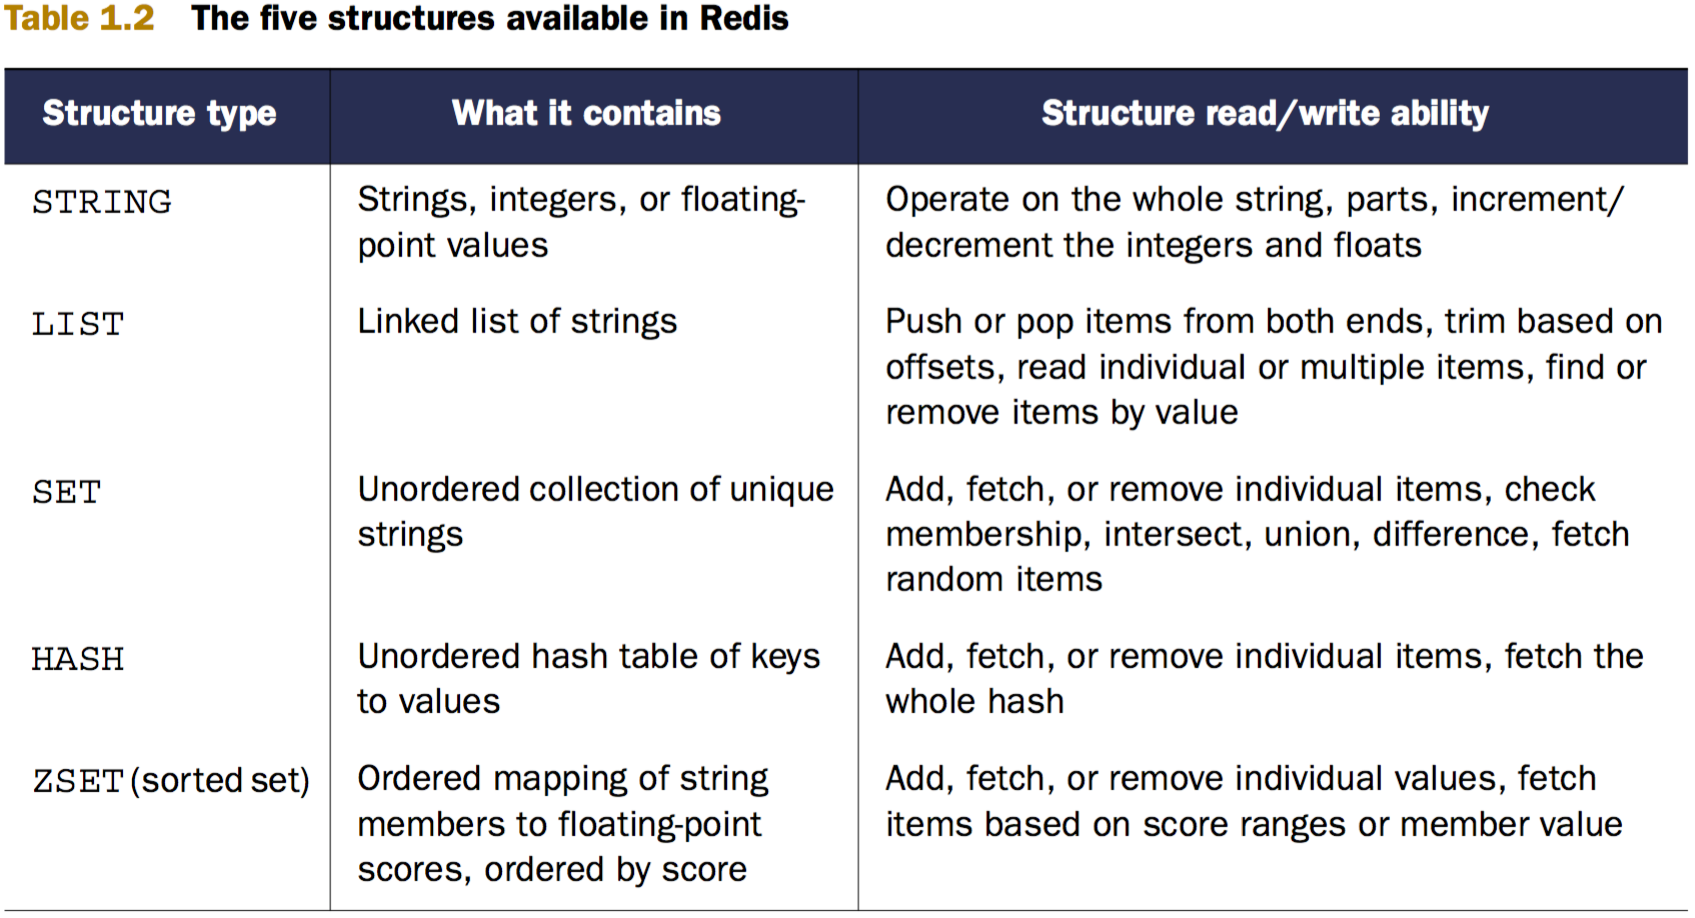 Table 1.2 The five structures available in Redis
Structure type What it contains Structure read/write ability
STRING Strings, integers, or floating- Operate on the whole string, parts, increment/
point values decrement the integers and floats
LIST Linked list of strings Push or pop items from both ends, trim based on
offsets, read individual or multiple items, find or
remove items by value
SET Unordered collection of unique Add, fetch, or remove individual items, check
strings membership, intersect, union, difference, fetch
random items
HASH Unordered hash table of keys Add, fetch, or remove individual items, fetch the
to values whole hash
ZSET (sorted set) Ordered mapping of string Add, fetch, or remove individual values, fetch
members to floating-point items based on score ranges or member value
scores, ordered by score